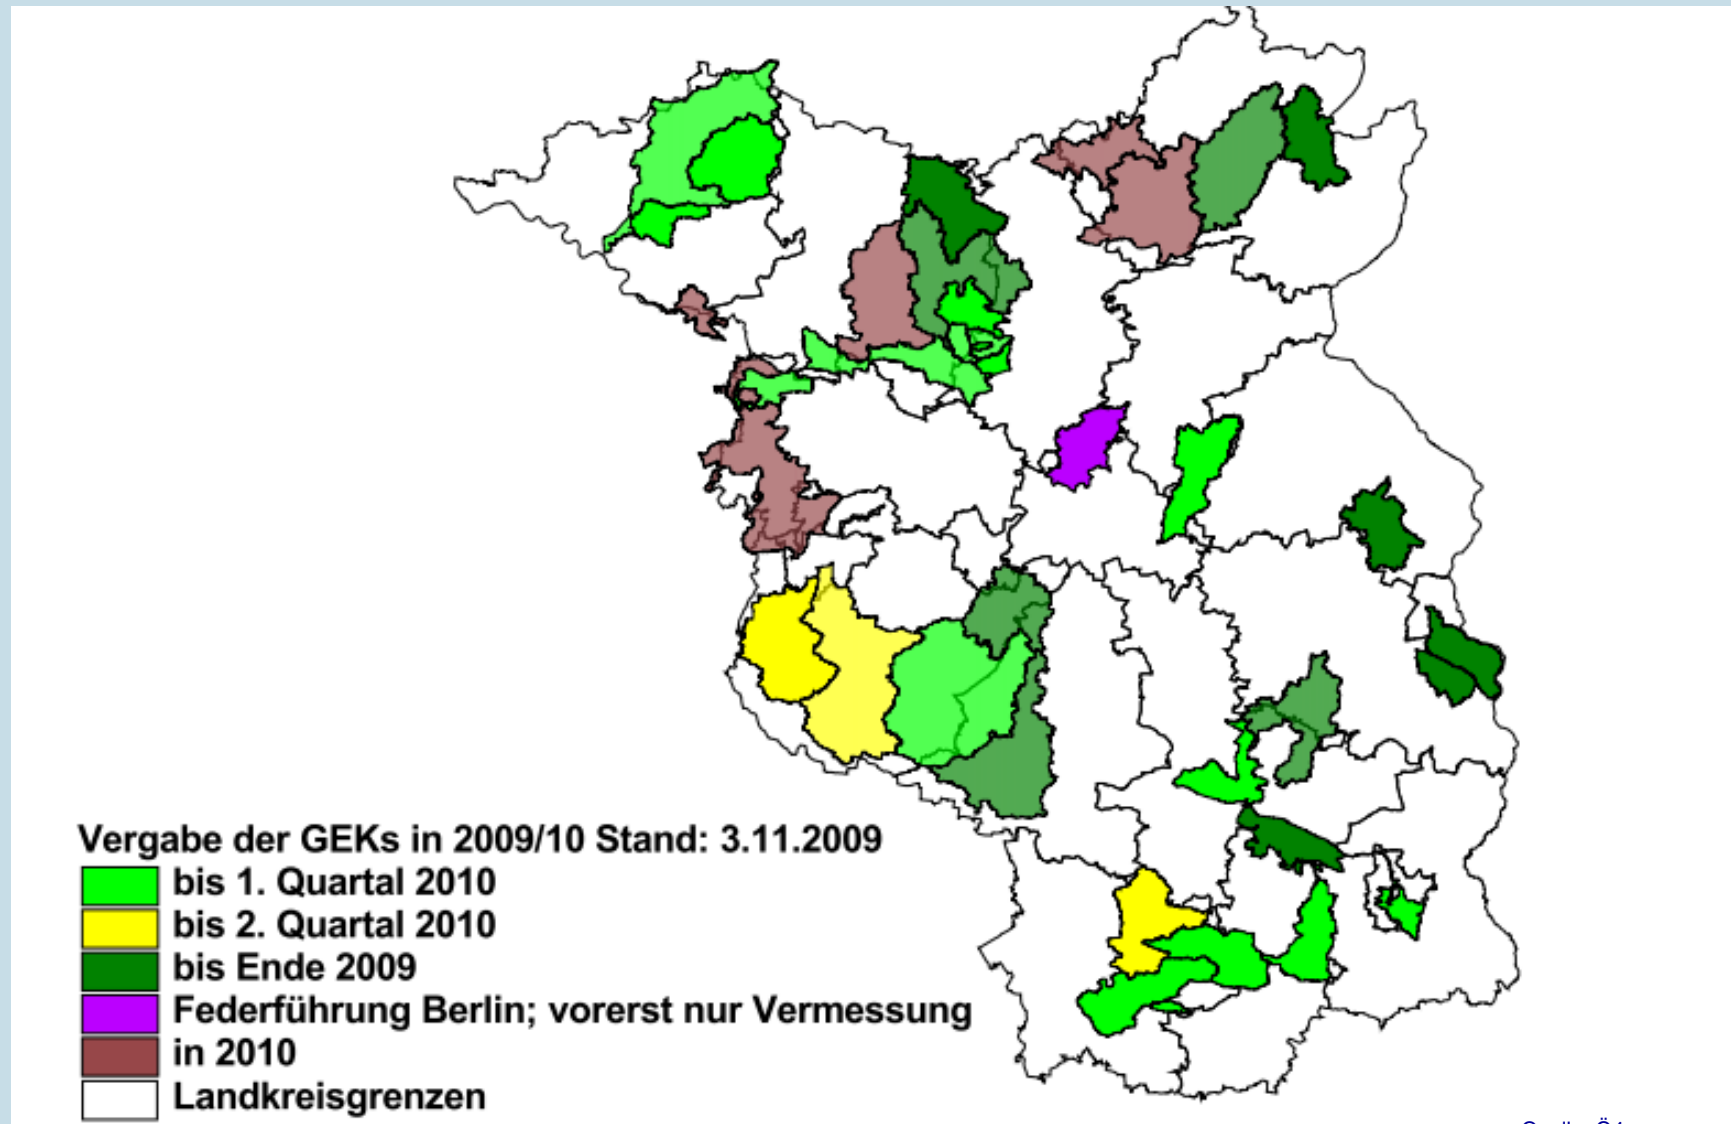 Vergabe der GEKs in 2009/10 Stand: 3.11.2009
bis 1. Quartal 2010
bis 2. Quartal 2010
bis Ende 2009
Federführung Berlin; vorerst nur Vermessung
in 2010
Landkreisgrenzen